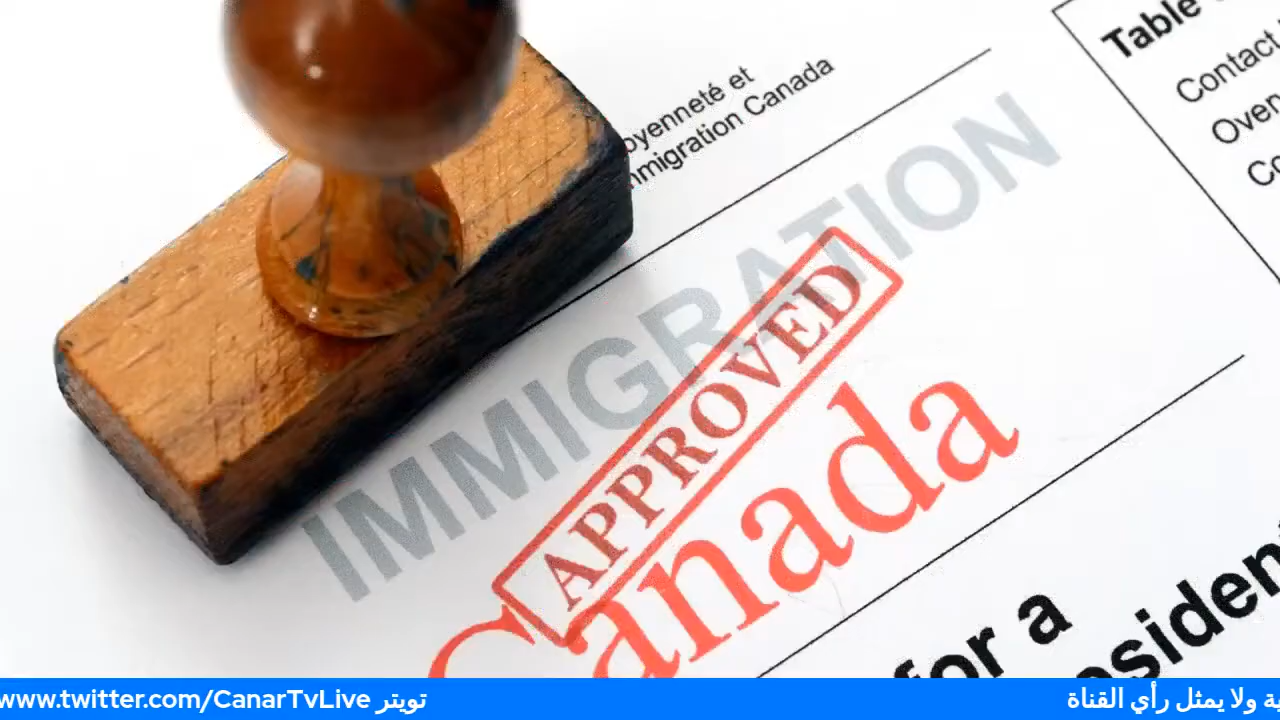 oyenneté et
mmigration Canada
Table
Contact
Over
Co
IMMIGRATION
APPROVED
Canada
for a
esiden
www.twitter.com/CanarTvLive تويتر
ية ولا يمثل رأي القناة